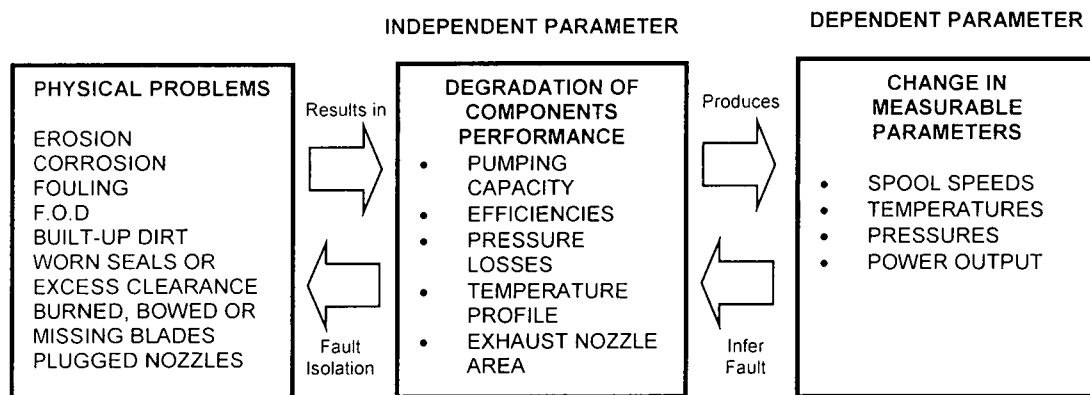 INDEPENDENT PARAMETER
DEPENDENT PARAMETER
PHYSICAL PROBLEMS
EROSION
CORROSION
FOULING
F.O.D
BUILT-UP DIRT
WORN SEALS OR
EXCESS CLEARANCE
BURNED, BOWED OR
MISSING BLADES
PLUGGED NOZZLES
Results in
Fault
Isolation
DEGRADATION OF
COMPONENTS
PERFORMANCE
• PUMPING
CAPACITY
• EFFICIENCIES
• PRESSURE
LOSSES
• TEMPERATURE
PROFILE
• EXHAUST NOZZLE
AREA
Produces
Infer
Fault
CHANGE IN
MEASURABLE
PARAMETERS
• SPOOL SPEEDS
• TEMPERATURES
• PRESSURES
• POWER OUTPUT